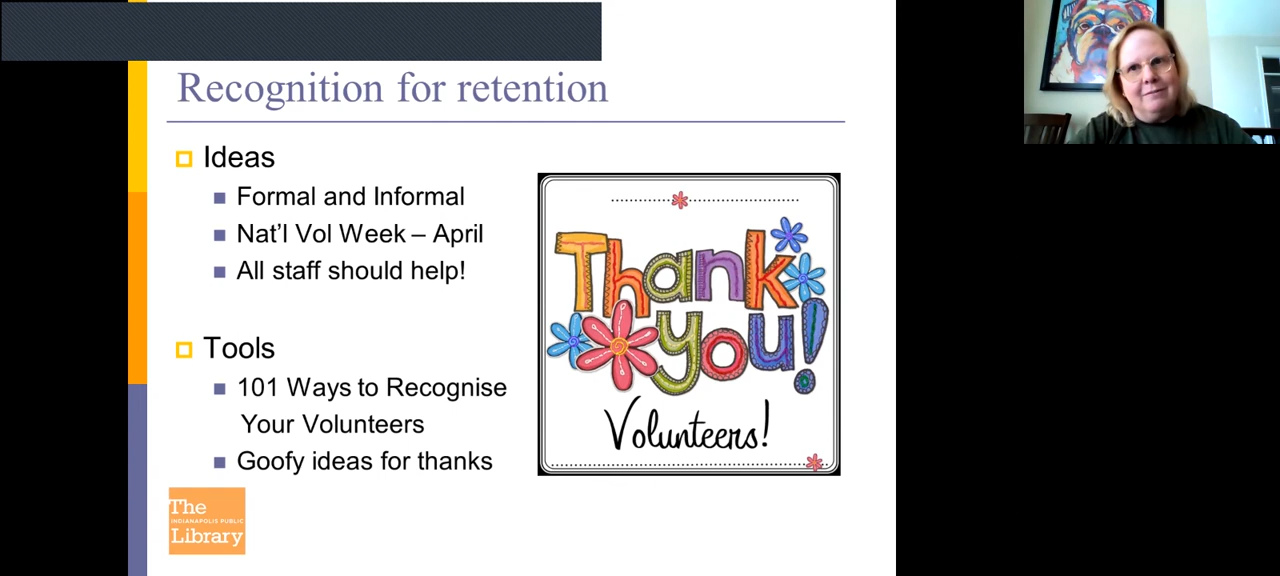 Recognition for retention
Ideas
Formal and Informal
Nat'l Vol Week – April
All staff should help!
Tools
101 Ways to Recognise
Your Volunteers
Goofy ideas for thanks
Thank
you!
Volunteers!
The
INDIANAPOLIS PUBLIC
Library